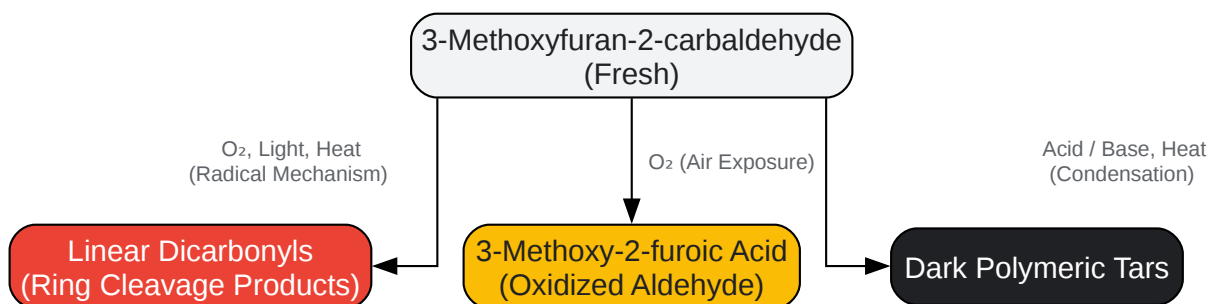 3-Methoxyfuran-2-carbaldehyde
(Fresh)
O₂, Light, Heat
(Radical Mechanism)
O₂ (Air Exposure)
Acid / Base, Heat
(Condensation)
Linear Dicarbonyls
(Ring Cleavage Products)
3-Methoxy-2-furoic Acid
(Oxidized Aldehyde)
Dark Polymeric Tars